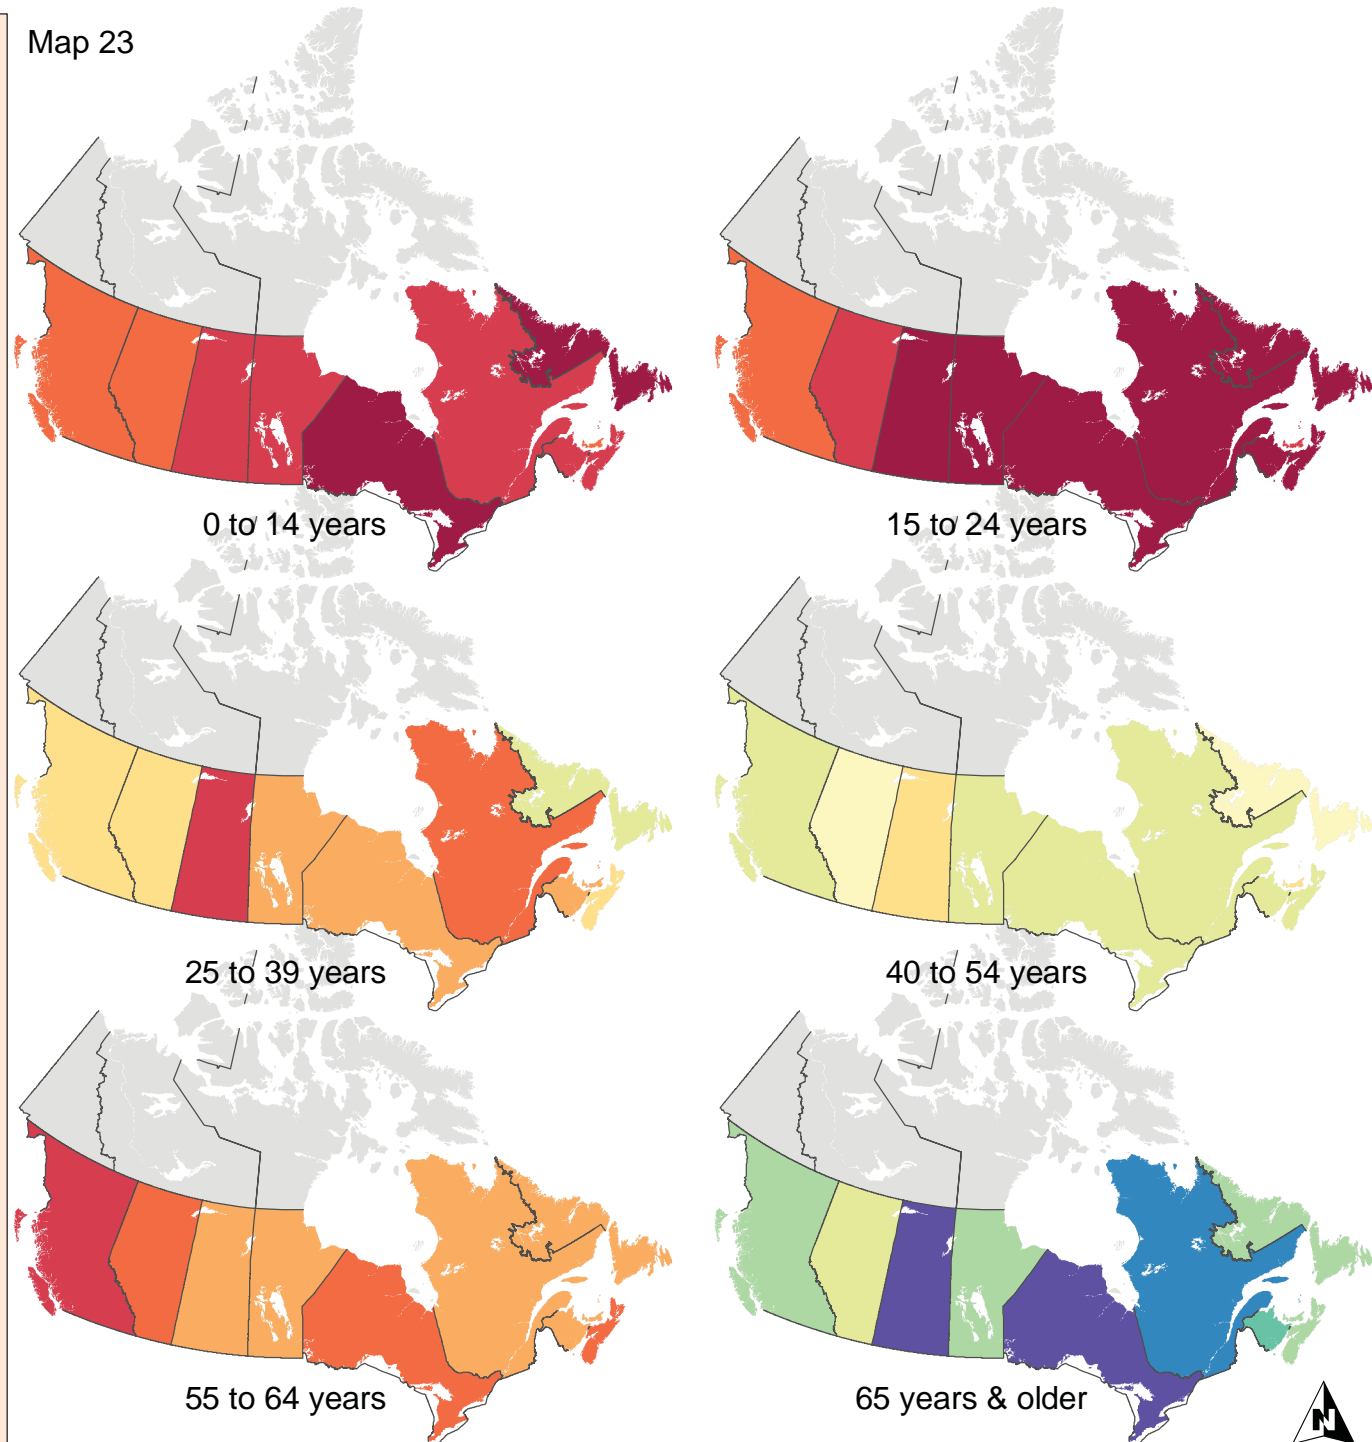 Map 23
0 to 14 years
15 to 24 years
25 to 39 years
40 to 54 years
55 to 64 years
65 years & older
N